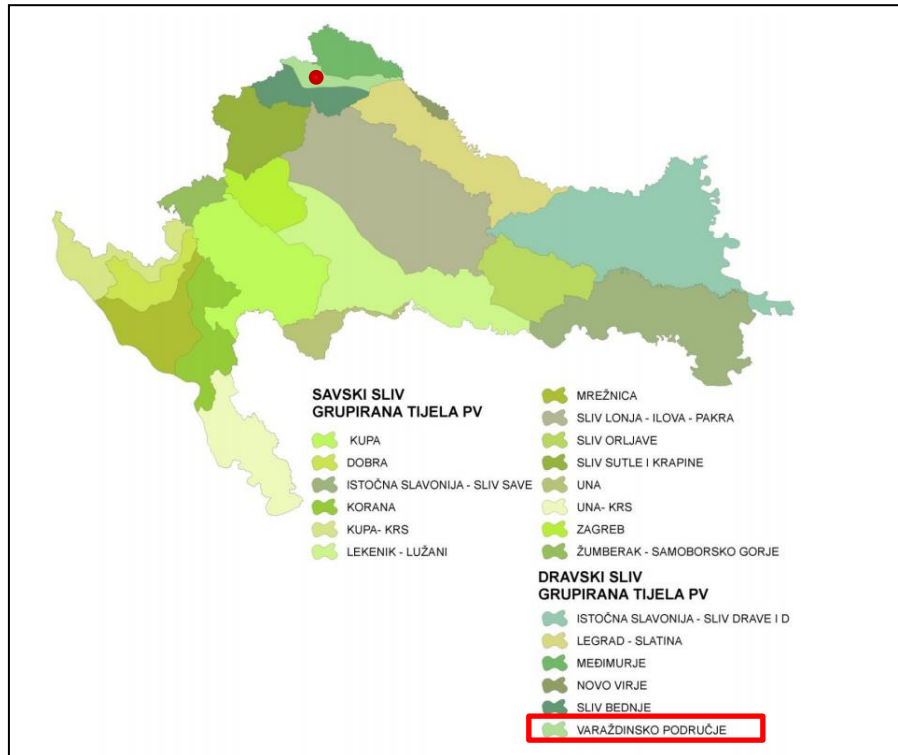 SAVSKI SLIV
GRUPIRANA TIJELA PV
KUPA
DOBRA
ISTOČNA SLAVONIJA - SLIV SAVE
KORANA
KUPA- KRS
LEKENIK - LUŽANI
MREŽNICA
SLIV LONJA - ILOVA - PAKRA
SLIV ORLJAVE
SLIV SUTLE I KRAPINE
UNA
UNA- KRS
ZAGREB
ŽUMBERAK - SAMOBORSKO GORJE
DRAVSKI SLIV
GRUPIRANA TIJELA PV
ISTOČNA SLAVONIJA - SLIV DRAVE I D
LEGRAD - SLATINA
MEĐIMURJE
NOVO VIRJE
SLIV BEDNJE
VARAŽDINSKO PODRUČJE